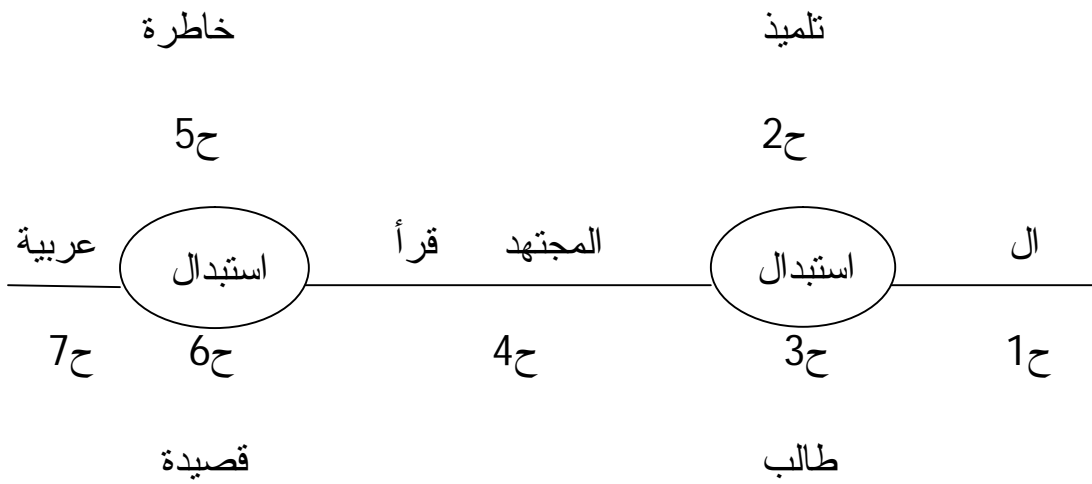 تلميذ خاطرة
ح2 ح5
ال استبدال المجتهد قرأ استبدال عربية
ح1 ح3 ح4 ح6 ح7
طالب قصيدة